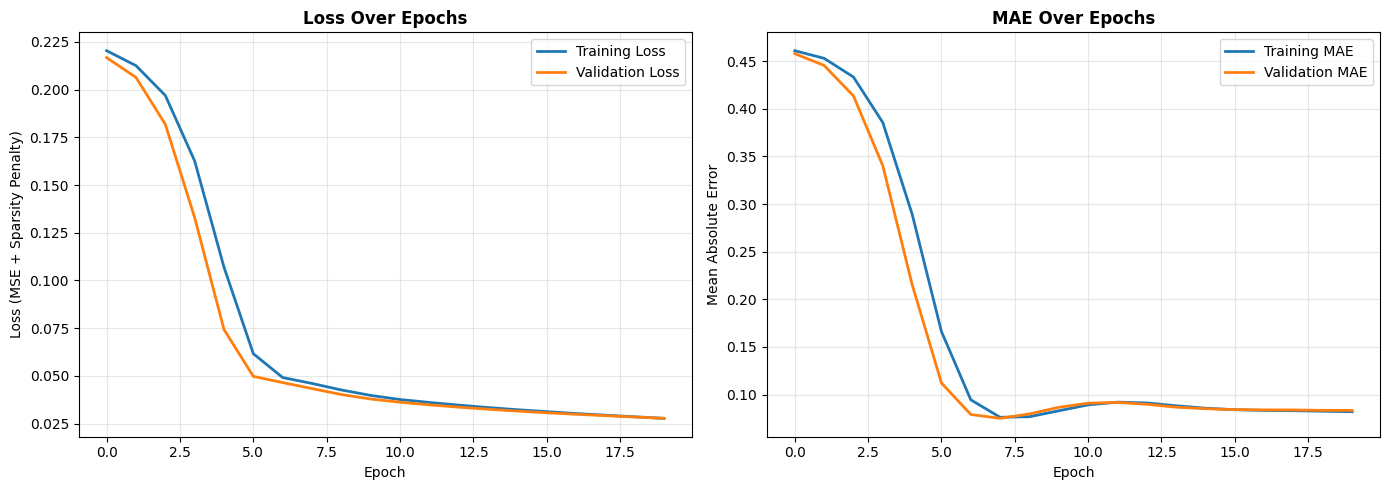 Loss Over Epochs
Training Loss
Validation Loss
Loss (MSE + Sparsity Penalty)
0.225
0.200
0.175
0.150
0.125
0.100
0.075
0.050
0.025
0.0 2.5 5.0 7.5 10.0 12.5 15.0 17.5
Epoch
MAE Over Epochs
Training MAE
Validation MAE
Mean Absolute Error
0.45
0.40
0.35
0.30
0.25
0.20
0.15
0.10
0.0 2.5 5.0 7.5 10.0 12.5 15.0 17.5
Epoch